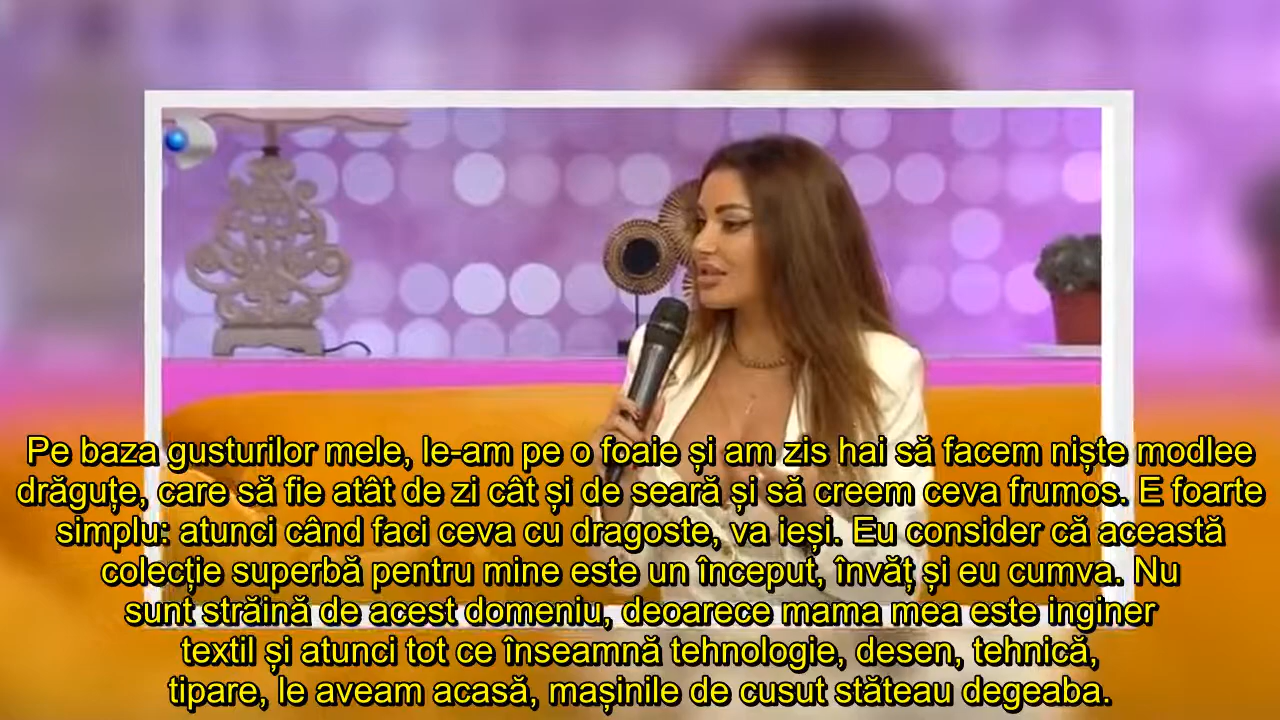 Pe baza gusturilor mele, le-am pe o foaie și am zis hai să facem niște modlee
drăguțe, care să fie atât de zi cât și de seară și să creem ceva frumos. E foarte
simplu: atunci când faci ceva cu dragoste, va ieși. Eu consider că această
colecție superbă pentru mine este un început, învăț și eu cumva. Nu
sunt străină de acest domeniu, deoarece mama mea este inginer
textil și atunci tot ce înseamnă tehnologie, desen, tehnică,
tipare, le aveam acasă, mașinile de cusut stăteau degeaba.